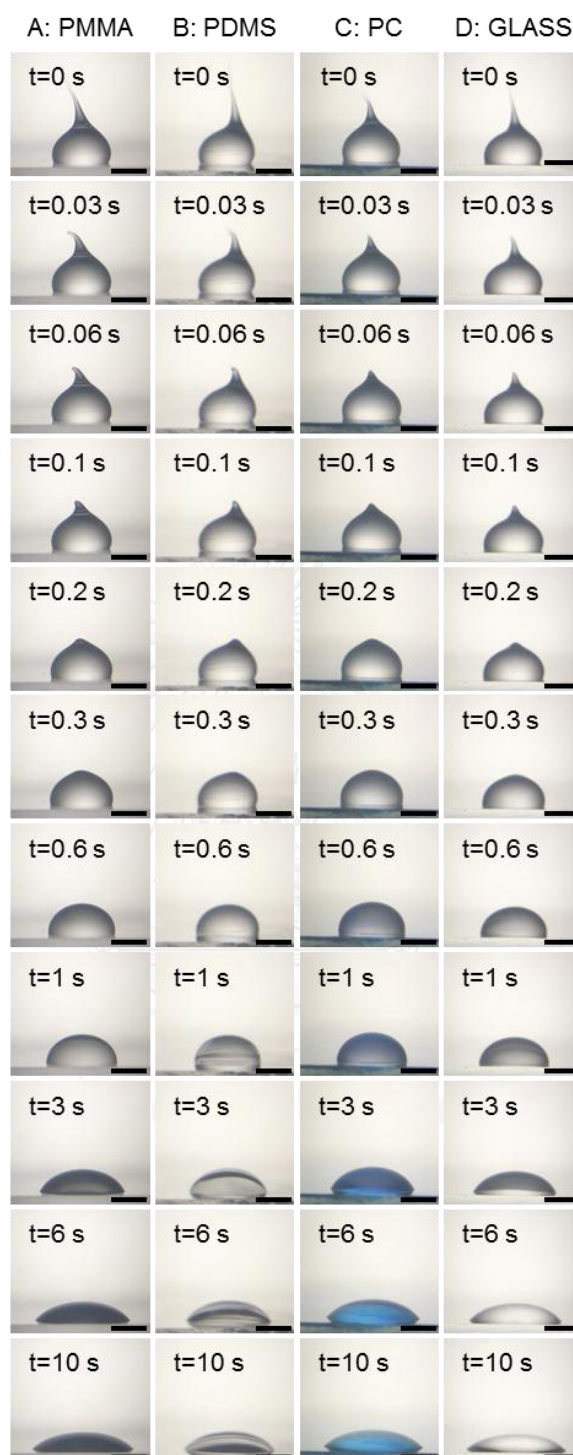 A: PMMA B: PDMS C: PC D: GLASS
t=0 s t=0 s t=0 s t=0 s
t=0.03 s t=0.03 s t=0.03 s t=0.03 s
t=0.06 s t=0.06 s t=0.06 s t=0.06 s
t=0.1 s t=0.1 s t=0.1 s t=0.1 s
t=0.2 s t=0.2 s t=0.2 s t=0.2 s
t=0.3 s t=0.3 s t=0.3 s t=0.3 s
t=0.6 s t=0.6 s t=0.6 s t=0.6 s
t=1 s t=1 s t=1 s t=1 s
t=3 s t=3 s t=3 s t=3 s
t=6 s t=6 s t=6 s t=6 s
t=10 s t=10 s t=10 s t=10 s